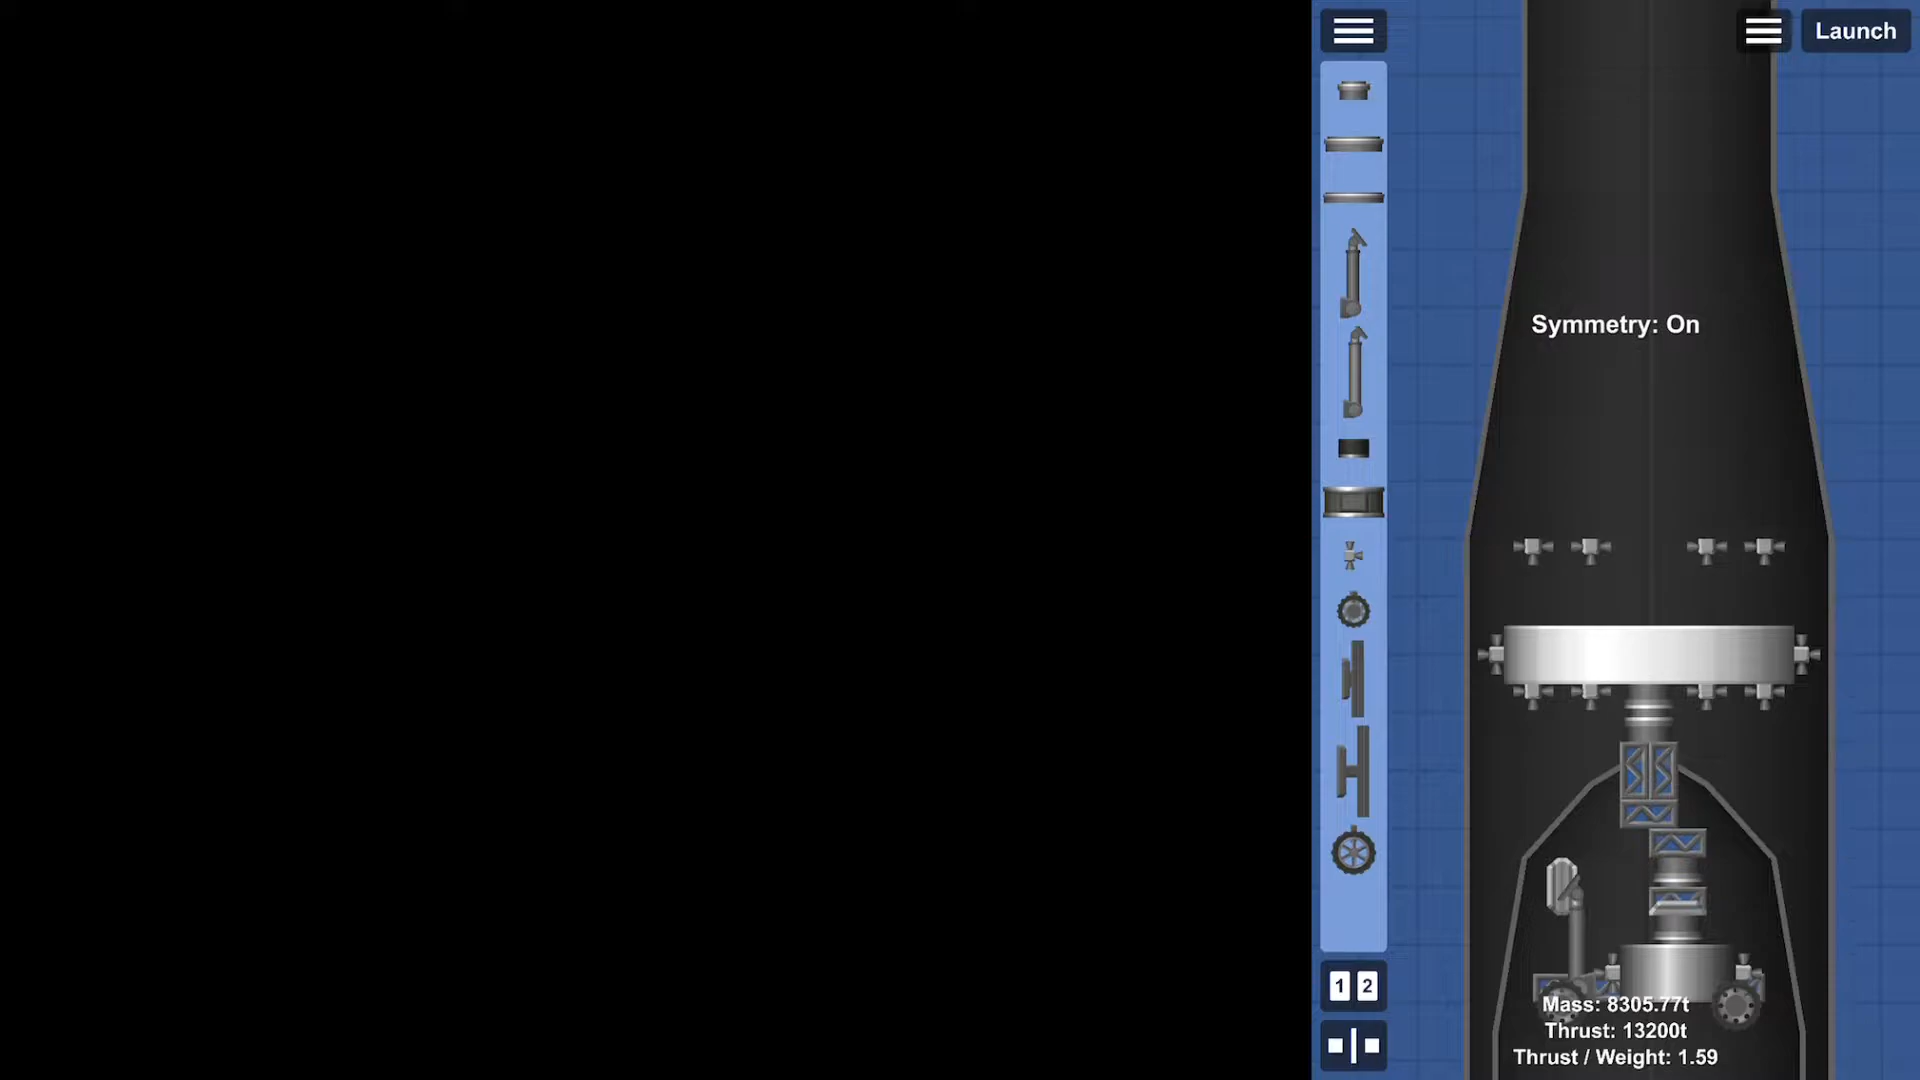 Launch
Symmetry: On
1 2
Mass: 8305.77t
Thrust: 13200t
Thrust / Weight: 1.59